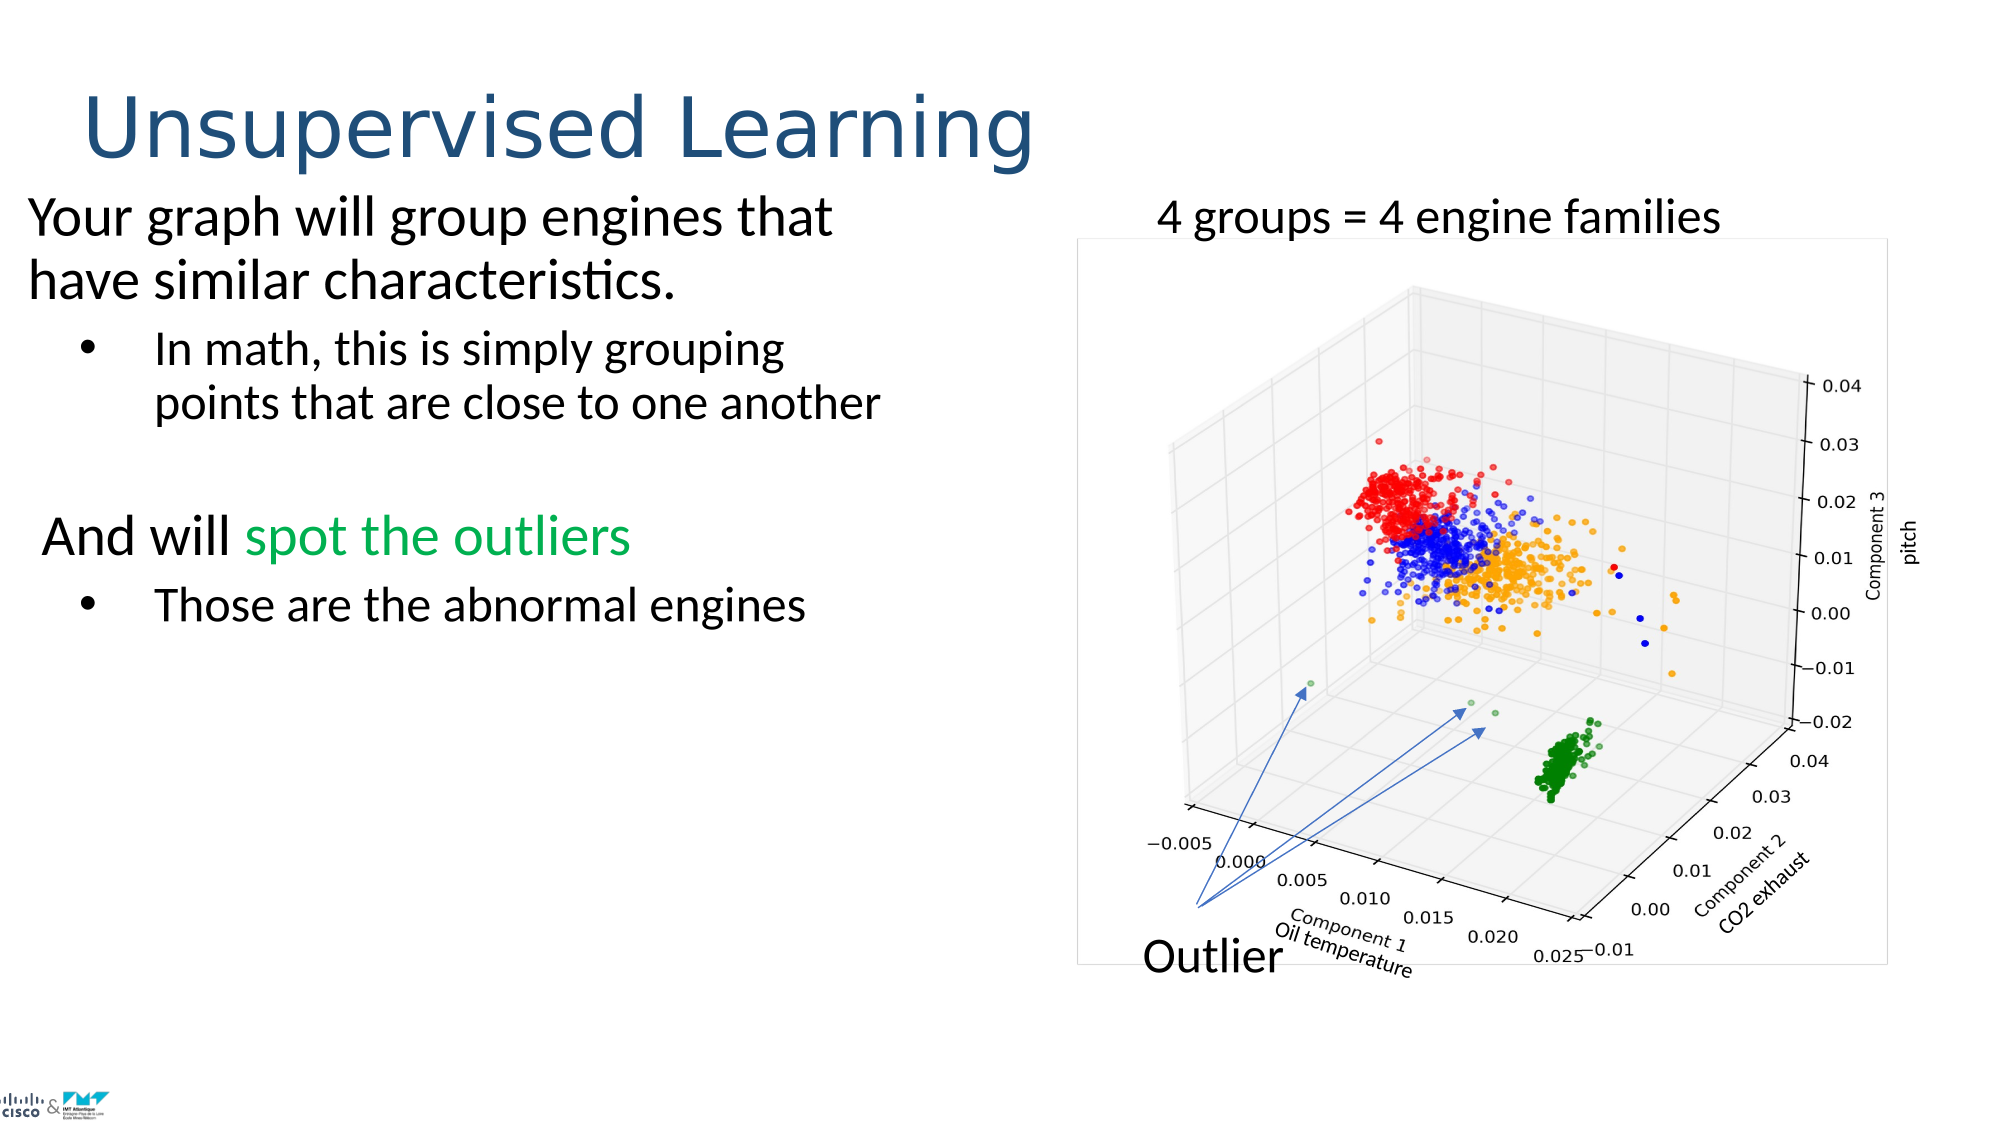 Unsupervised Learning
Your graph will group engines that
have similar characteristics.
• In math, this is simply grouping
points that are close to one another
And will spot the outliers
• Those are the abnormal engines
4 groups = 4 engine families
0.04
0.03
0.02
0.01
0.00
−0.01
−0.02
Component 3
pitch
0.04
0.03
0.02
0.01
0.00
−0.01
Component 2
CO2 exhaust
−0.005
0.000
0.005
0.010
0.015
0.020
0.025
Component 1
Oil temperature
Outlier
CISCO & IMT Atlantique